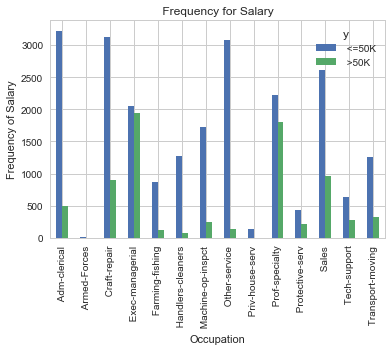 Frequency for Salary
y
<=50K
>50K
Frequency of Salary
3000
2500
2000
1500
1000
500
0
Adm-clerical
Armed-Forces
Craft-repair
Exec-managerial
Farming-fishing
Handlers-cleaners
Machine-op-inspct
Other-service
Priv-house-serv
Prof-specialty
Protective-serv
Sales
Tech-support
Transport-moving
Occupation